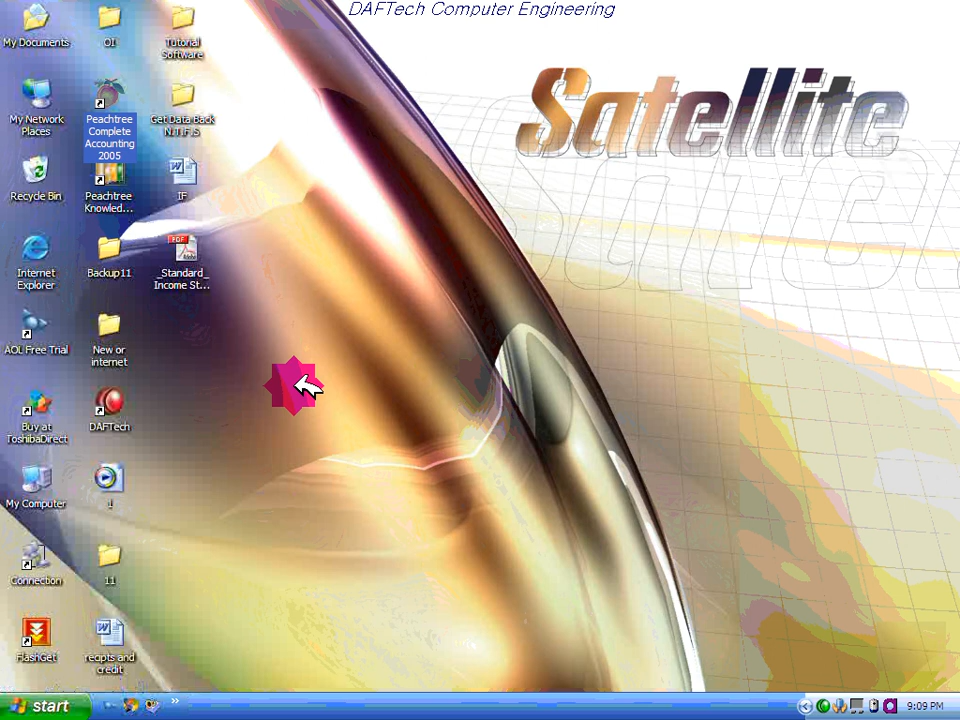 DAFTech Computer Engineering
Satellite
My Documents
OI
Tutorial
Software
My Network
Places
Peachtree
Complete
Accounting
2005
Get Data Back
N.T.F.S
Recycle Bin
Peachtree
Knowled...
IF
Internet
Explorer
Backup11
PDF
Adobe
_Standard_
Income St...
AOL Free Trial
New or
internet
Buy at
ToshibaDirect
DAFTech
My Computer
1
Connection
11
FlashGet
recipts and
credit
start
9:09 PM